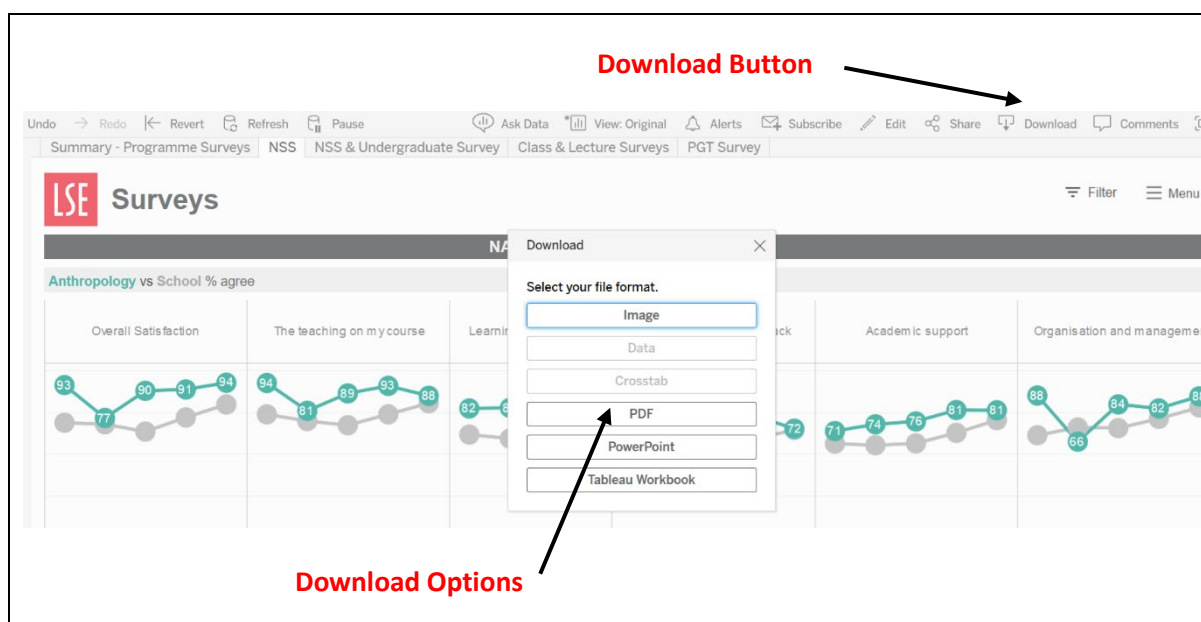 Download Button
Undo Redo Revert Refresh Pause Ask Data View: Original Alerts Subscribe Edit Share Download Comments
Summary - Programme Surveys NSS NSS & Undergraduate Survey Class & Lecture Surveys PGT Survey
LSE Surveys Filter Menu
NA
Download
Anthropology vs School % agree
Select your file format.
Image
Data
Crosstab
PDF
PowerPoint
Tableau Workbook
Overall Satisfaction The teaching on my course Learnin ck Academic support Organisation and manageme
93 77 90 91 94
94 81 89 93 88
82
72
71 74 76 81 81
88 66 84 82
Download Options